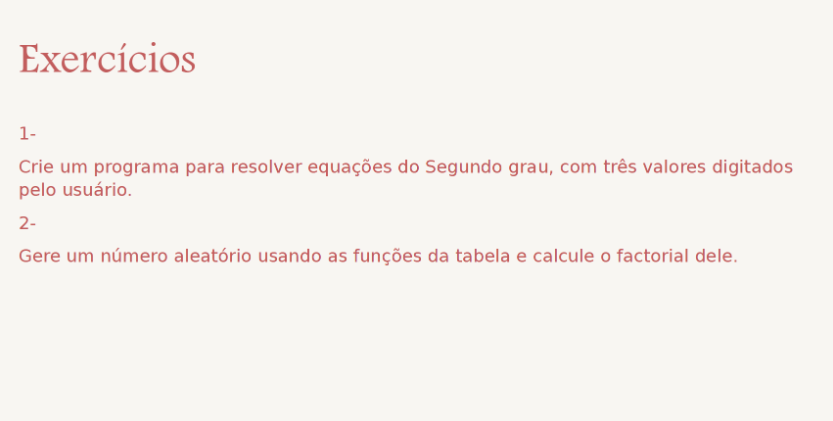 Exercícios
1-
Crie um programa para resolver equações do Segundo grau, com três valores digitados
pelo usuário.
2-
Gere um número aleatório usando as funções da tabela e calcule o factorial dele.